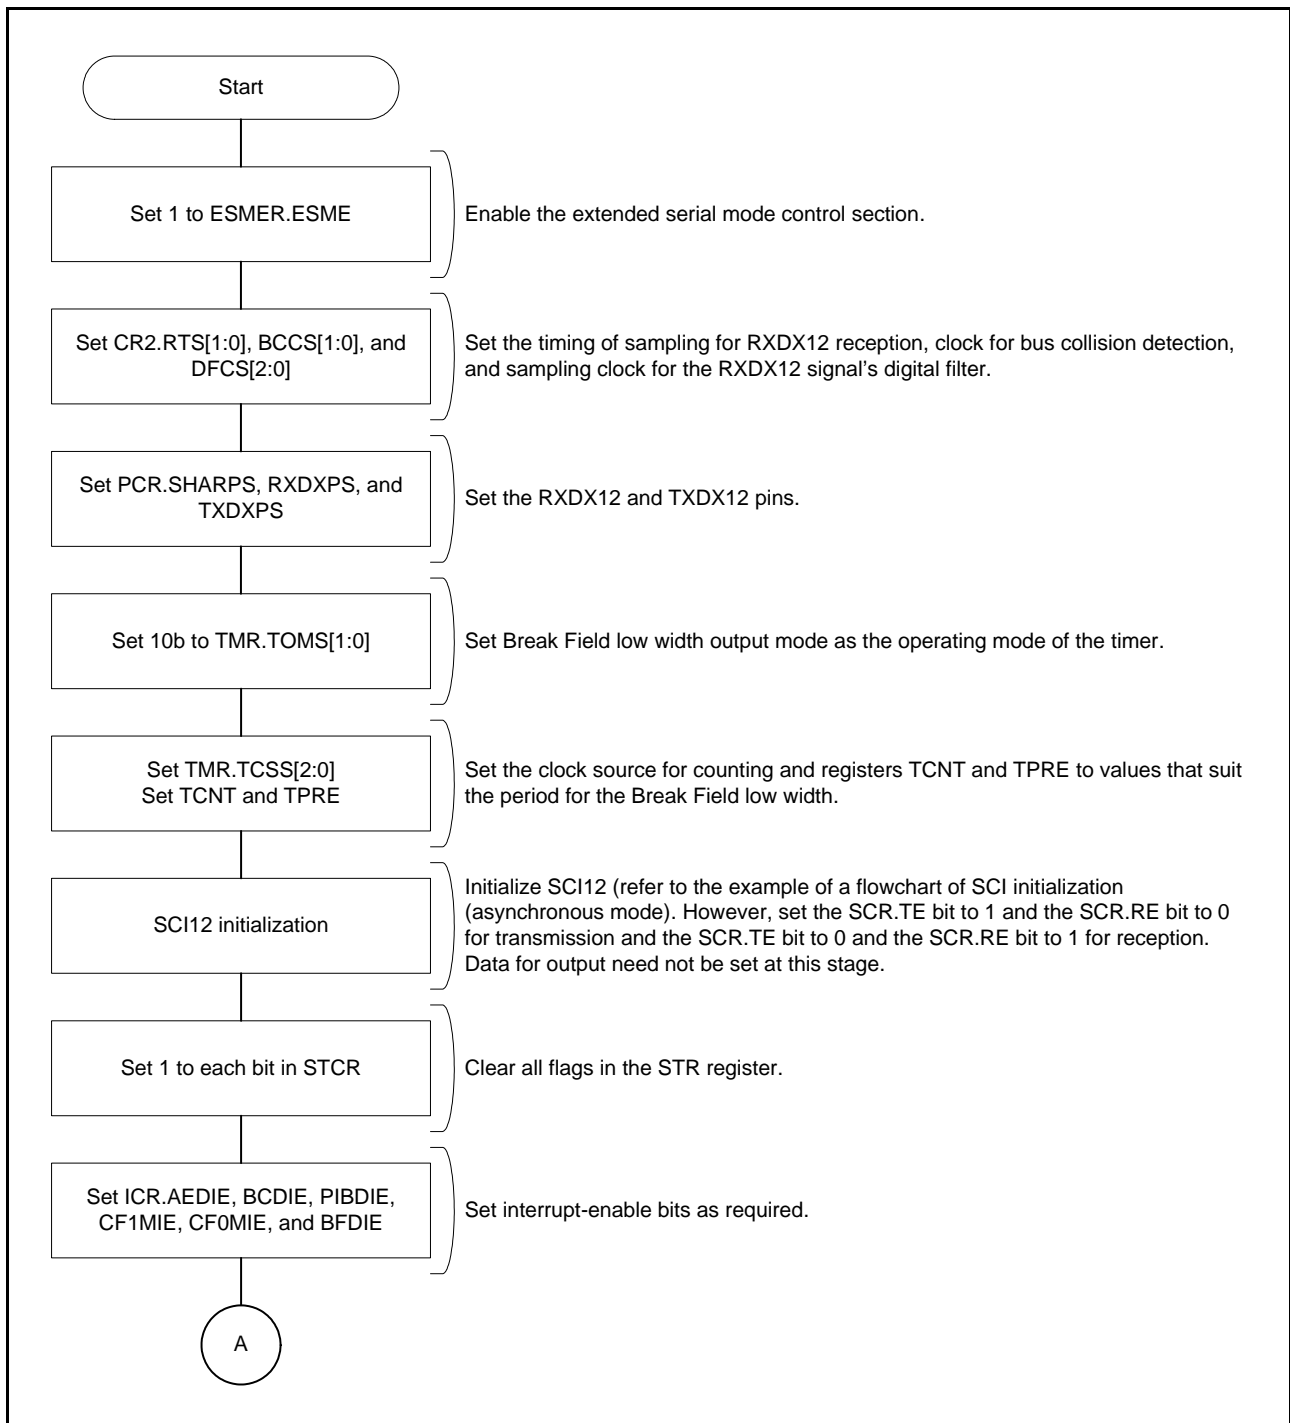 Start
Set 1 to ESMER.ESME
Enable the extended serial mode control section.
Set CR2.RTS[1:0], BCCS[1:0], and
DFCS[2:0]
Set the timing of sampling for RXDX12 reception, clock for bus collision detection,
and sampling clock for the RXDX12 signal's digital filter.
Set PCR.SHARPS, RXDXPS, and
TXDXPS
Set the RXDX12 and TXDX12 pins.
Set 10b to TMR.TOMS[1:0]
Set Break Field low width output mode as the operating mode of the timer.
Set TMR.TCSS[2:0]
Set TCNT and TPRE
Set the clock source for counting and registers TCNT and TPRE to values that suit
the period for the Break Field low width.
SCI12 initialization
Initialize SCI12 (refer to the example of a flowchart of SCI initialization
(asynchronous mode). However, set the SCR.TE bit to 1 and the SCR.RE bit to 0
for transmission and the SCR.TE bit to 0 and the SCR.RE bit to 1 for reception.
Data for output need not be set at this stage.
Set 1 to each bit in STCR
Clear all flags in the STR register.
Set ICR.AEDIE, BCDIE, PIBDIE,
CF1MIE, CF0MIE, and BFDIE
Set interrupt-enable bits as required.
A